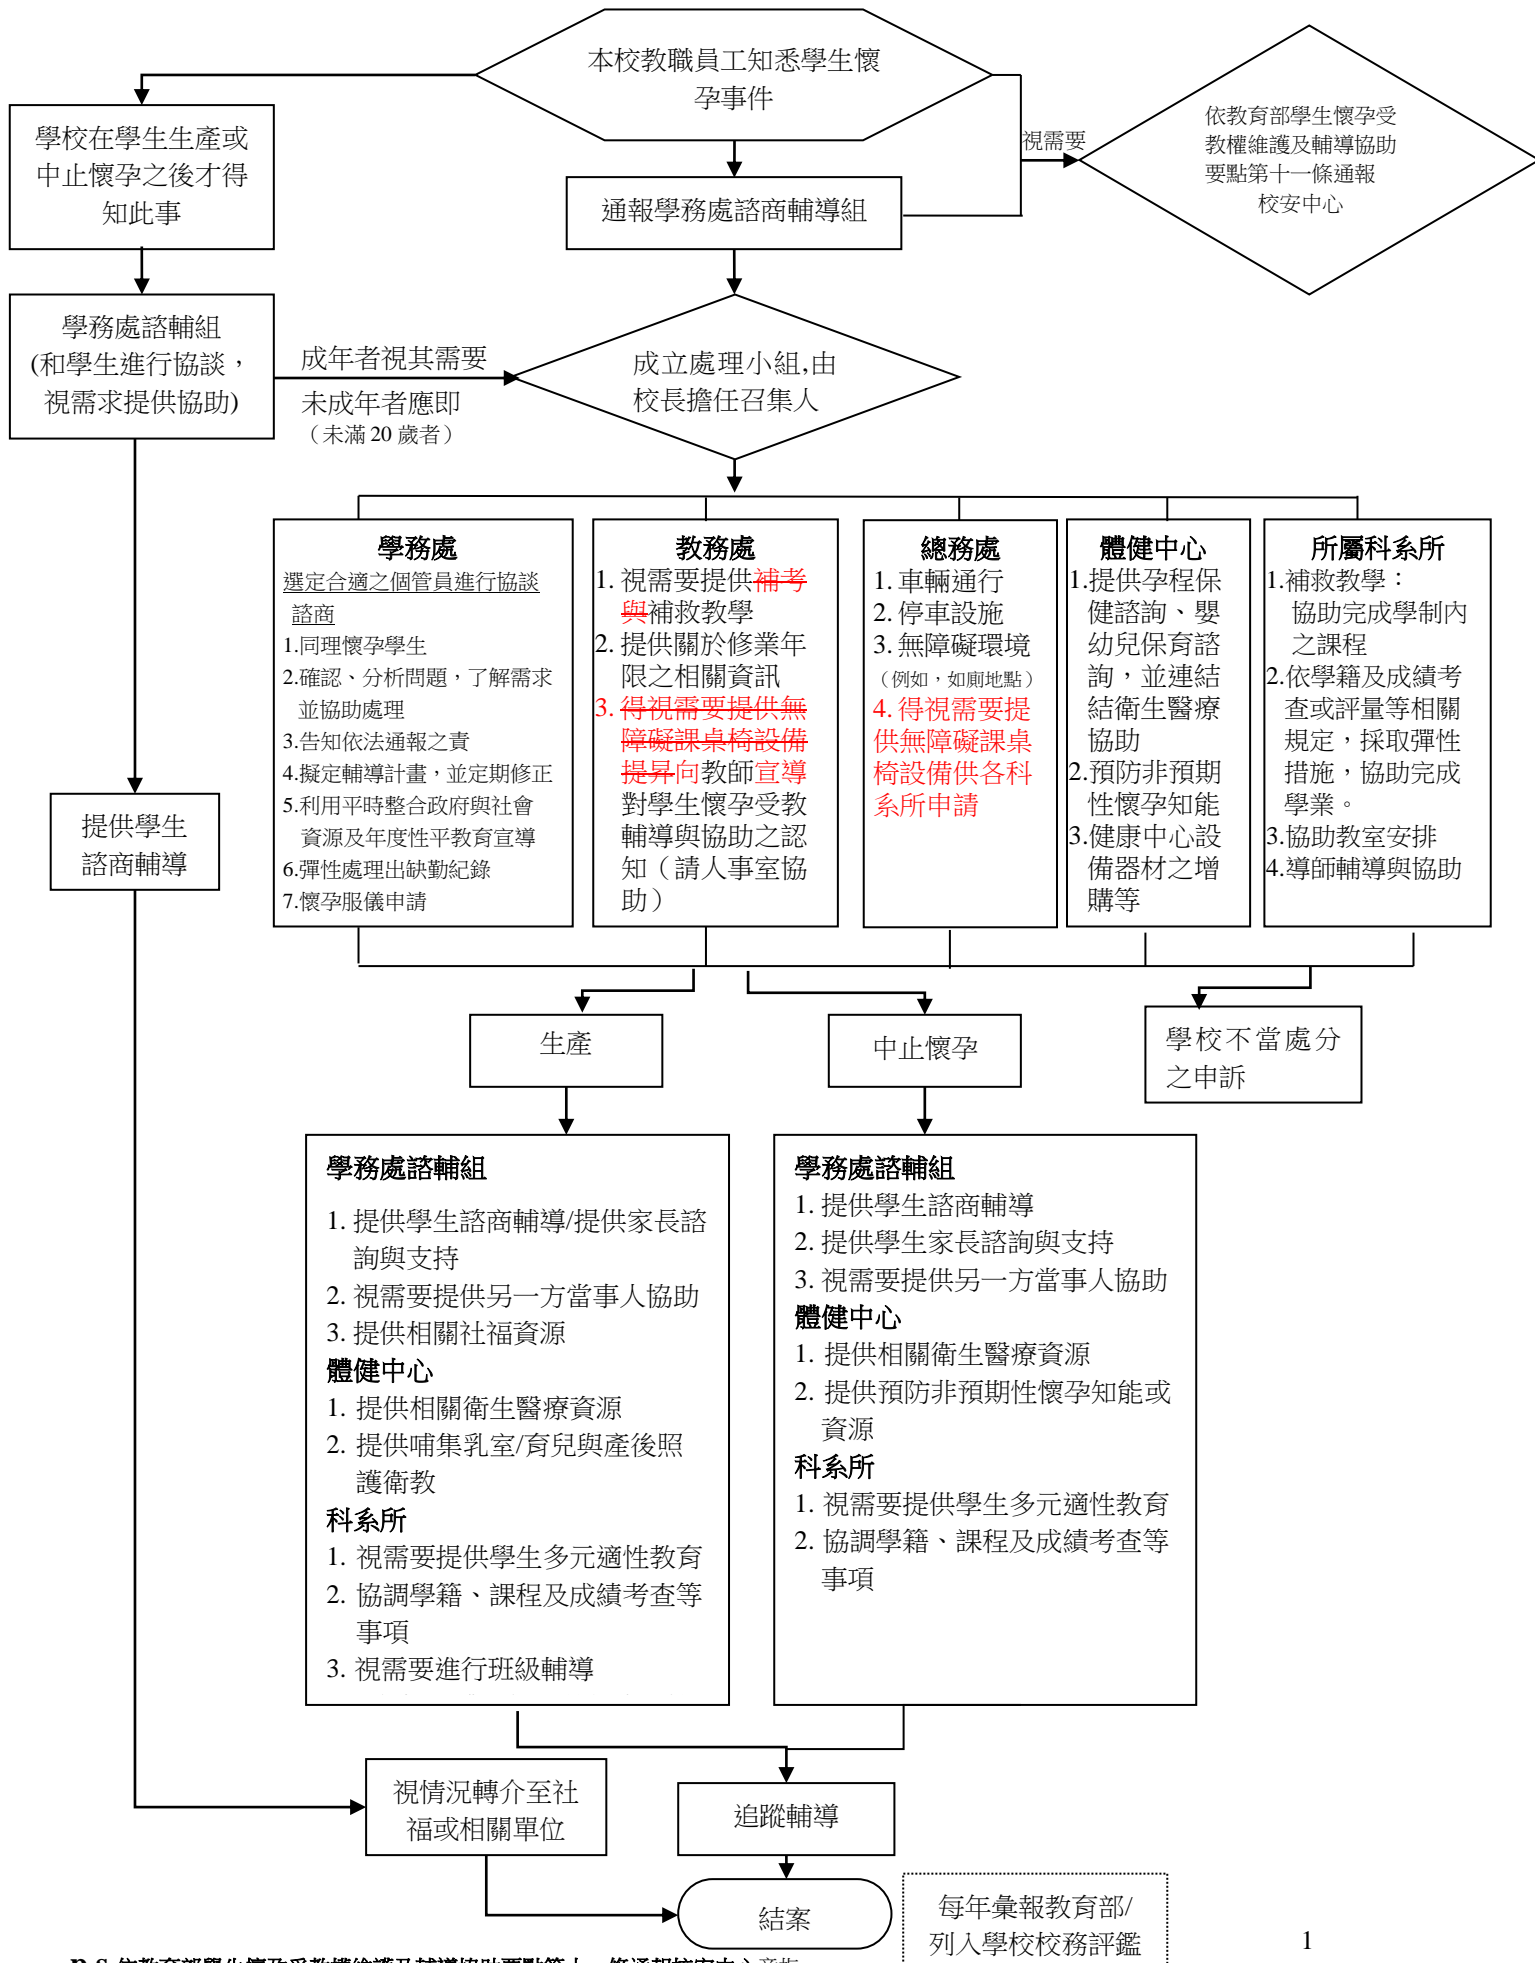 本校教職員工知悉學生懷
孕事件
學校在學生生產或
中止懷孕之後才得
知此事
視需要
依教育部學生懷孕受
教權維護及輔導協助
要點第十一條通報
校安中心
通報學務處諮商輔導組
學務處諮輔組
(和學生進行協談，
視需求提供協助)
成年者視其需要
未成年者應即
（未滿 20 歲者）
成立處理小組,由
校長擔任召集人
學務處
選定合適之個管員進行協談
諮商
1.同理懷孕學生
2.確認、分析問題，了解需求
並協助處理
3.告知依法通報之責
4.擬定輔導計畫，並定期修正
5.利用平時整合政府與社會
資源及年度性平教育宣導
6.彈性處理出缺勤紀錄
7.懷孕服儀申請
教務處
1. 視需要提供補考
與補救教學
2. 提供關於修業年
限之相關資訊
3. 得視需要提供無
障礙課桌椅設備
提昇向教師宣導
對學生懷孕受教
輔導與協助之認
知（請人事室協
助）
總務處
1. 車輛通行
2. 停車設施
3. 無障礙環境
（例如，如廁地點）
4. 得視需要提
供無障礙課桌
椅設備供各科
系所申請
體健中心
1.提供孕程保
健諮詢、嬰
幼兒保育諮
詢，並連結
結衛生醫療
協助
2.預防非預期
性懷孕知能
3.健康中心設
備器材之增
購等
所屬科系所
1.補救教學：
協助完成學制內
之課程
2.依學籍及成績考
查或評量等相關
規定，採取彈性
措施，協助完成
學業。
3.協助教室安排
4.導師輔導與協助
提供學生
諮商輔導
生產
中止懷孕
學校不當處分
之申訴
學務處諮輔組
1. 提供學生諮商輔導/提供家長諮
詢與支持
2. 視需要提供另一方當事人協助
3. 提供相關社福資源
體健中心
1. 提供相關衛生醫療資源
2. 提供哺集乳室/育兒與產後照
護衛教
科系所
1. 視需要提供學生多元適性教育
2. 協調學籍、課程及成績考查等
事項
3. 視需要進行班級輔導
學務處諮輔組
1. 提供學生諮商輔導
2. 提供學生家長諮詢與支持
3. 視需要提供另一方當事人協助
體健中心
1. 提供相關衛生醫療資源
2. 提供預防非預期性懷孕知能或
資源
科系所
1. 視需要提供學生多元適性教育
2. 協調學籍、課程及成績考查等
事項
視情況轉介至社
福或相關單位
追蹤輔導
結案
每年彙報教育部/
列入學校校務評鑑
1